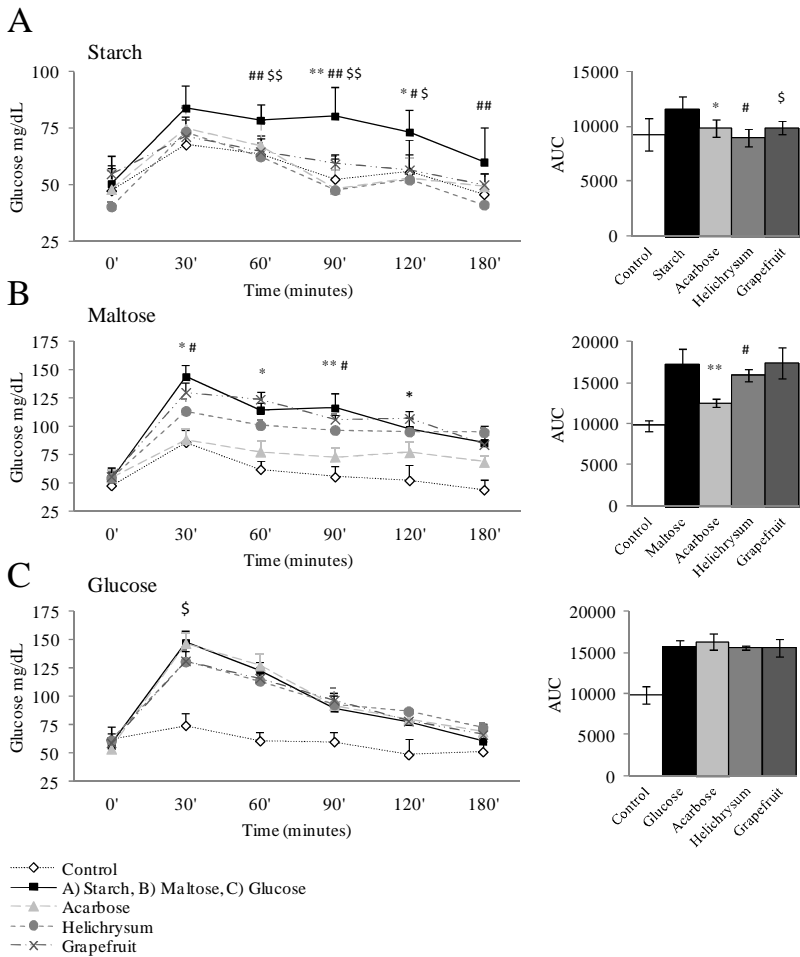 A
Starch
100
75
50
25
Glucose mg/dL
## $$
** ## $$
* # $
##
0' 30' 60' 90' 120' 180'
Time (minutes)
15000
10000
5000
0
AUC
* # $
Control Starch Acarbose Helichrysum Grapefruit
B
Maltose
175
150
125
100
75
50
25
Glucose mg/dL
* #
*
** #
*
0' 30' 60' 90' 120' 180'
Time (minutes)
20000
15000
10000
5000
0
AUC
** #
Control Maltose Acarbose Helichrysum Grapefruit
C
Glucose
175
150
125
100
75
50
25
Glucose mg/dL
$
0' 30' 60' 90' 120' 180'
Time (minutes)
20000
15000
10000
5000
0
AUC
Control Glucose Acarbose Helichrysum Grapefruit
Control
A) Starch, B) Maltose, C) Glucose
Acarbose
Helichrysum
Grapefruit